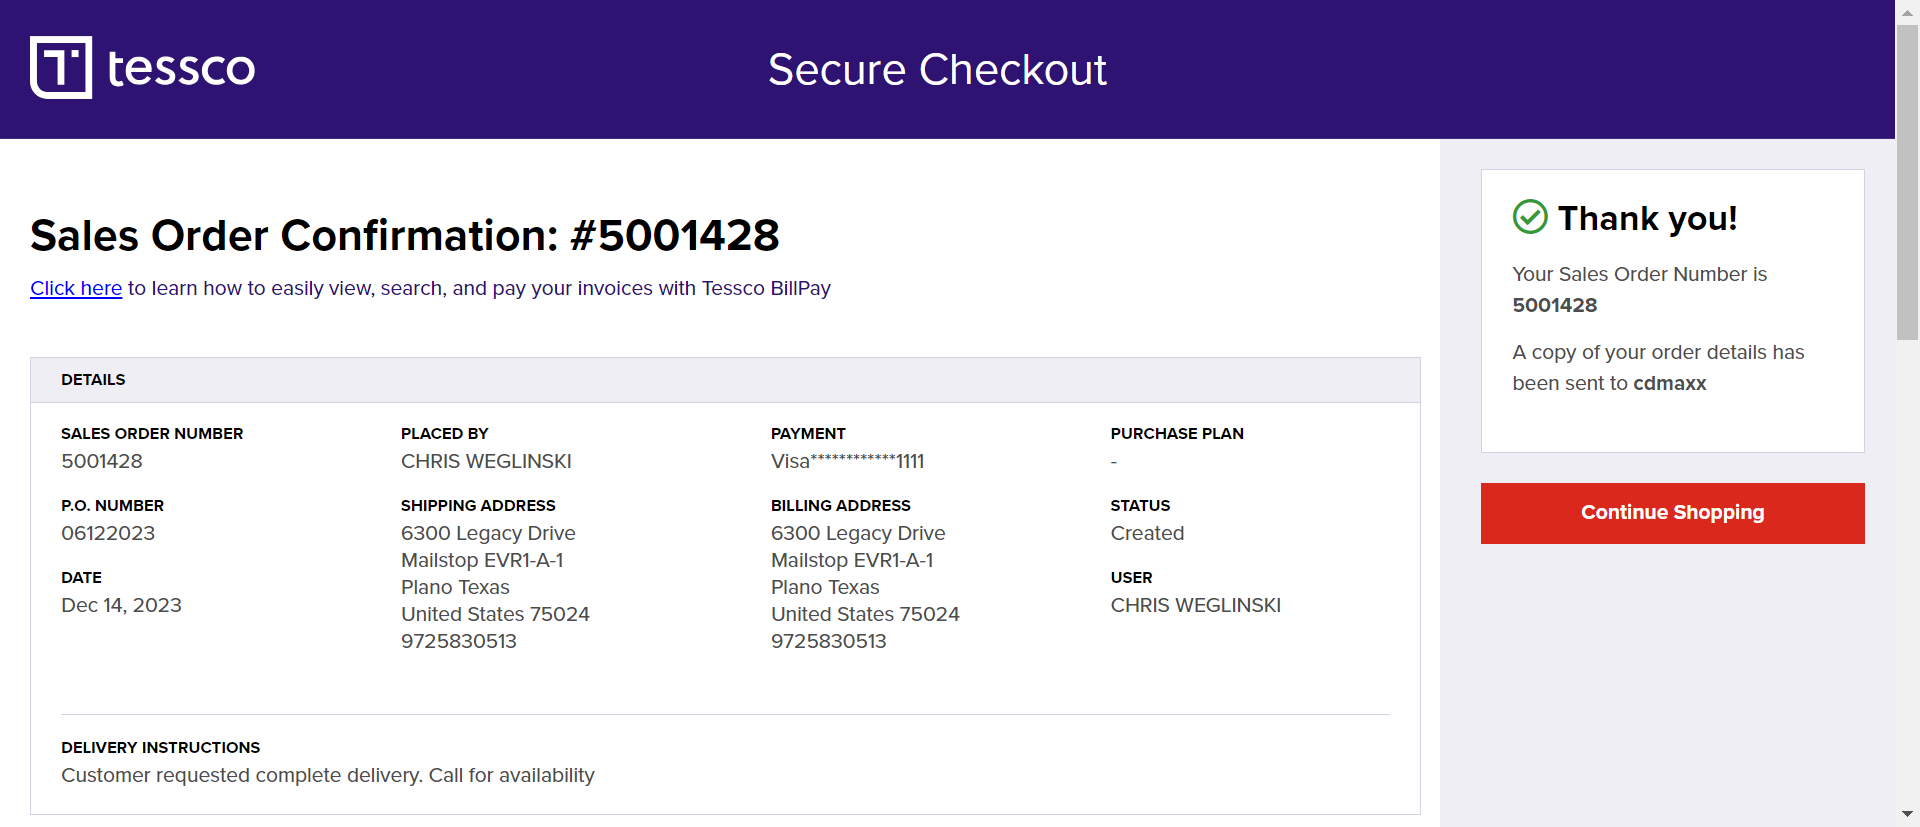 tessco
Secure Checkout
Sales Order Confirmation: #5001428
Click here to learn how to easily view, search, and pay your invoices with Tessco BillPay
DETAILS
SALES ORDER NUMBER
5001428
P.O. NUMBER
06122023
DATE
Dec 14, 2023
PLACED BY
CHRIS WEGLINSKI
SHIPPING ADDRESS
6300 Legacy Drive
Mailstop EVR1-A-1
Plano Texas
United States 75024
9725830513
PAYMENT
Visa************1111
BILLING ADDRESS
6300 Legacy Drive
Mailstop EVR1-A-1
Plano Texas
United States 75024
9725830513
PURCHASE PLAN
-
STATUS
Created
USER
CHRIS WEGLINSKI
DELIVERY INSTRUCTIONS
Customer requested complete delivery. Call for availability
Thank you!
Your Sales Order Number is
5001428
A copy of your order details has
been sent to cdmaxx
Continue Shopping